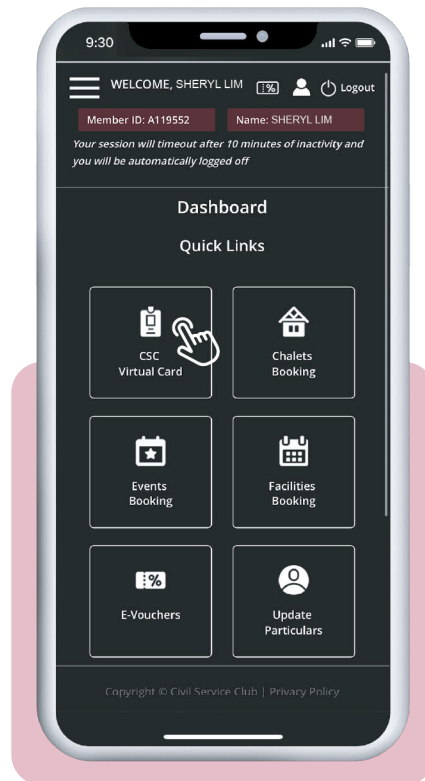 9:30
WELCOME, SHERYL LIM
Logout
Member ID: A119552
Name: SHERYL LIM
Your session will timeout after 10 minutes of inactivity and
you will be automatically logged off
Dashboard
Quick Links
CSC
Virtual Card
Chalets
Booking
Events
Booking
Facilities
Booking
E-Vouchers
Update
Particulars
Copyright © Civil Service Club | Privacy Policy